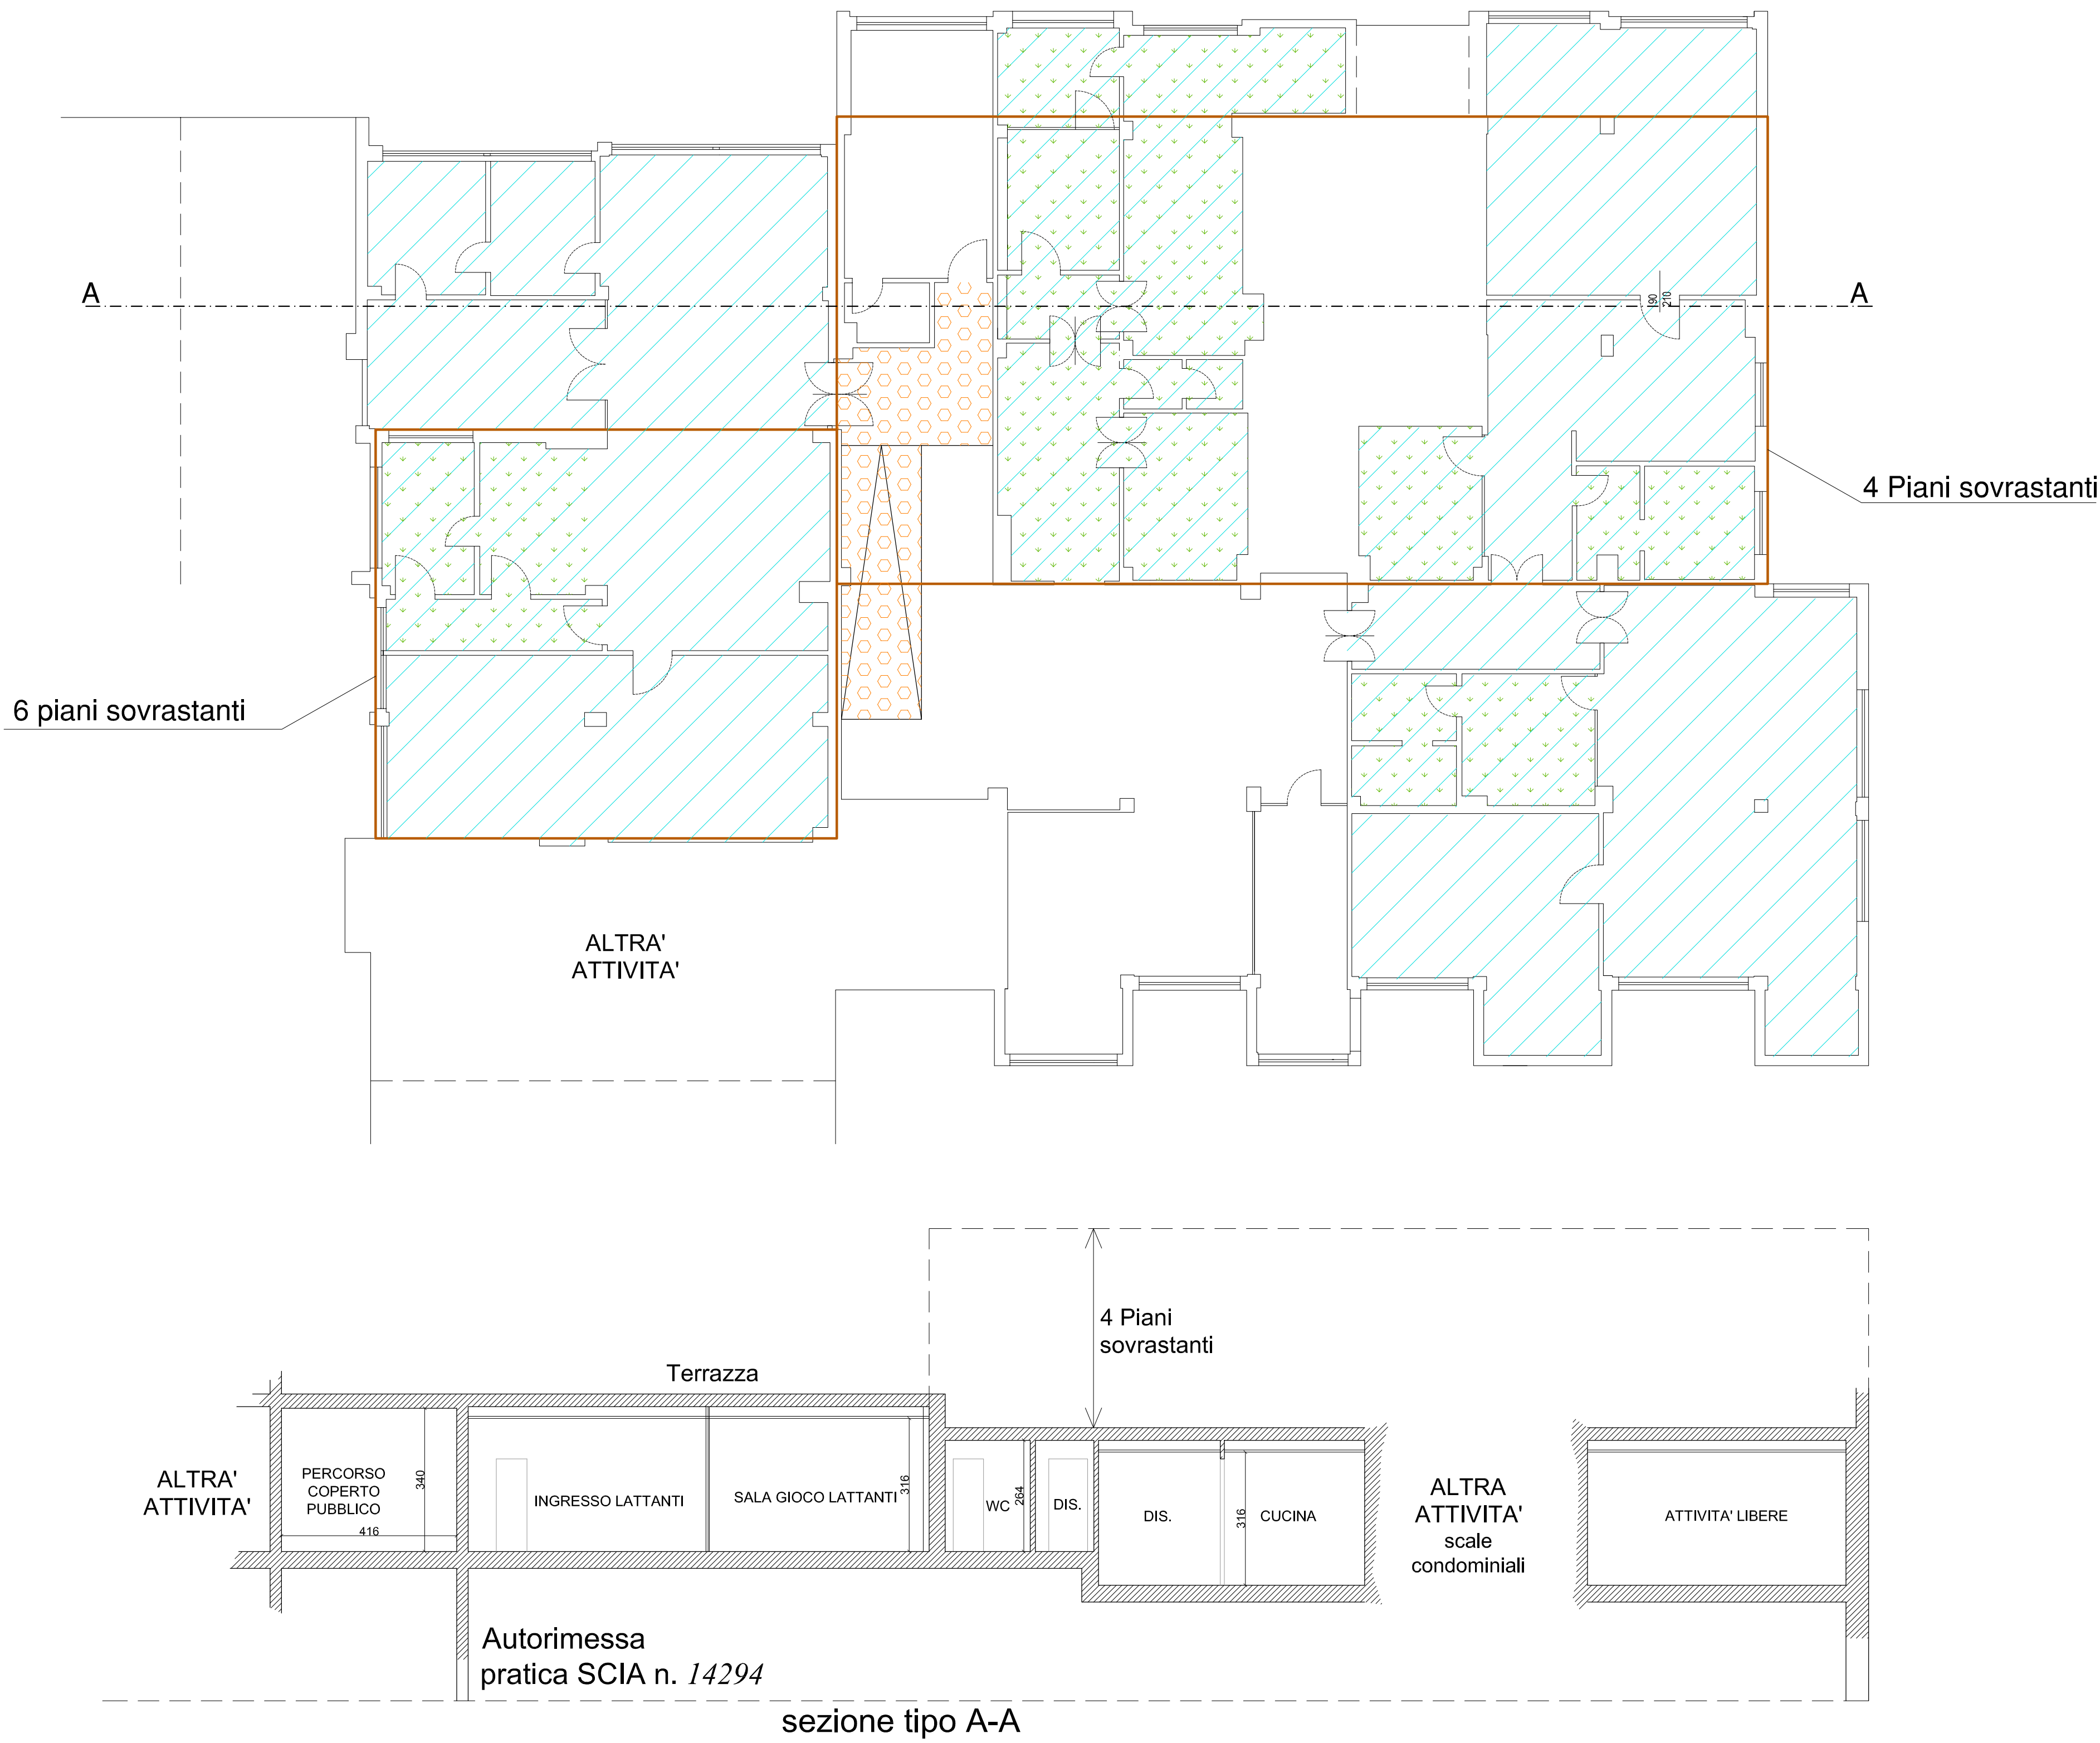 A
A
90
210
4 Piani sovrastanti
6 piani sovrastanti
ALTRA'
ATTIVITA'
4 Piani
sovrastanti
Terrazza
ALTRA'
ATTIVITA'
PERCORSO
COPERTO
PUBBLICO
340
416
INGRESSO LATTANTI
SALA GIOCO LATTANTI
316
WC
264
DIS.
DIS.
316
CUCINA
ALTRA
ATTIVITA'
scale
condominiali
ATTIVITA' LIBERE
Autorimessa
pratica SCIA n. 14294
sezione tipo A-A